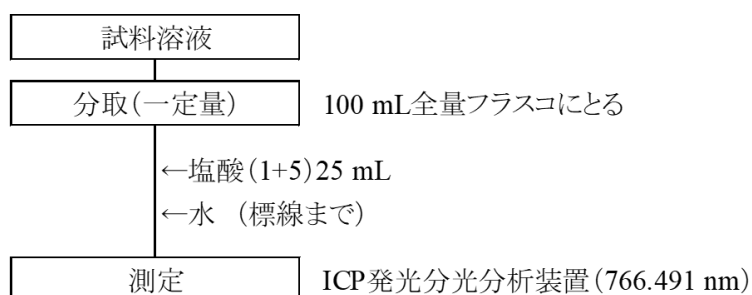 試料溶液
分取（一定量） 100 mL全量フラスコにとる
←塩酸（1+5）25 mL
←水　（標線まで）
測定 ICP発光分光分析装置（766.491 nm）